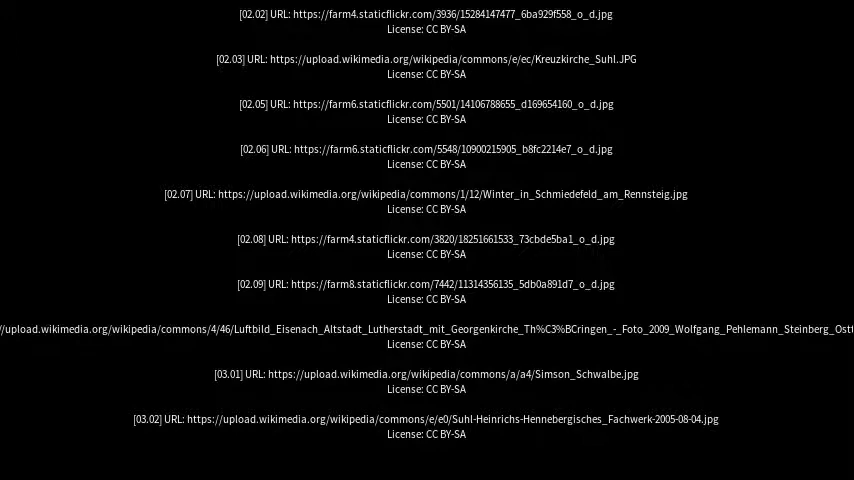 [02.02] URL: https://farm4.staticflickr.com/3936/15284147477_6ba929f558_o_d.jpg
License: CC BY-SA
[02.03] URL: https://upload.wikimedia.org/wikipedia/commons/e/ec/Kreuzkirche_Suhl.JPG
License: CC BY-SA
[02.05] URL: https://farm6.staticflickr.com/5501/14106788655_d169654160_o_d.jpg
License: CC BY-SA
[02.06] URL: https://farm6.staticflickr.com/5548/10900215905_b8fc2214e7_o_d.jpg
License: CC BY-SA
[02.07] URL: https://upload.wikimedia.org/wikipedia/commons/1/12/Winter_in_Schmiedefeld_am_Rennsteig.jpg
License: CC BY-SA
[02.08] URL: https://farm4.staticflickr.com/3820/18251661533_73cbde5ba1_o_d.jpg
License: CC BY-SA
[02.09] URL: https://farm8.staticflickr.com/7442/11314356135_5db0a891d7_o_d.jpg
License: CC BY-SA
//upload.wikimedia.org/wikipedia/commons/4/46/Luftbild_Eisenach_Altstadt_Lutherstadt_mit_Georgenkirche_Th%C3%BCringen_-_Foto_2009_Wolfgang_Pehlemann_Steinberg_Ostt
License: CC BY-SA
[03.01] URL: https://upload.wikimedia.org/wikipedia/commons/a/a4/Simson_Schwalbe.jpg
License: CC BY-SA
[03.02] URL: https://upload.wikimedia.org/wikipedia/commons/e/e0/Suhl-Heinrichs-Hennebergisches_Fachwerk-2005-08-04.jpg
License: CC BY-SA